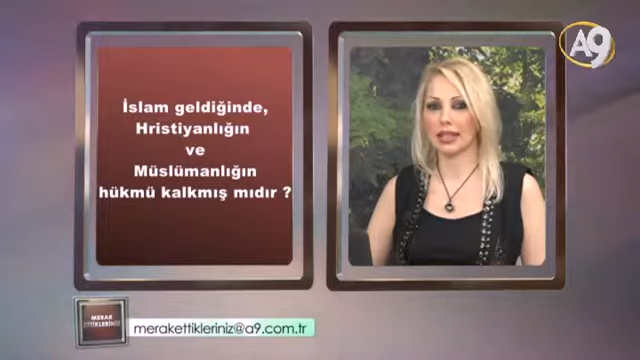 A9
İslam geldiğinde,
Hristiyanlığın
ve
Müslümanlığın
hükmü kalkmış mıdır ?
MERAK
ETTİKLERİNİZ
merakettikleriniz@a9.com.tr